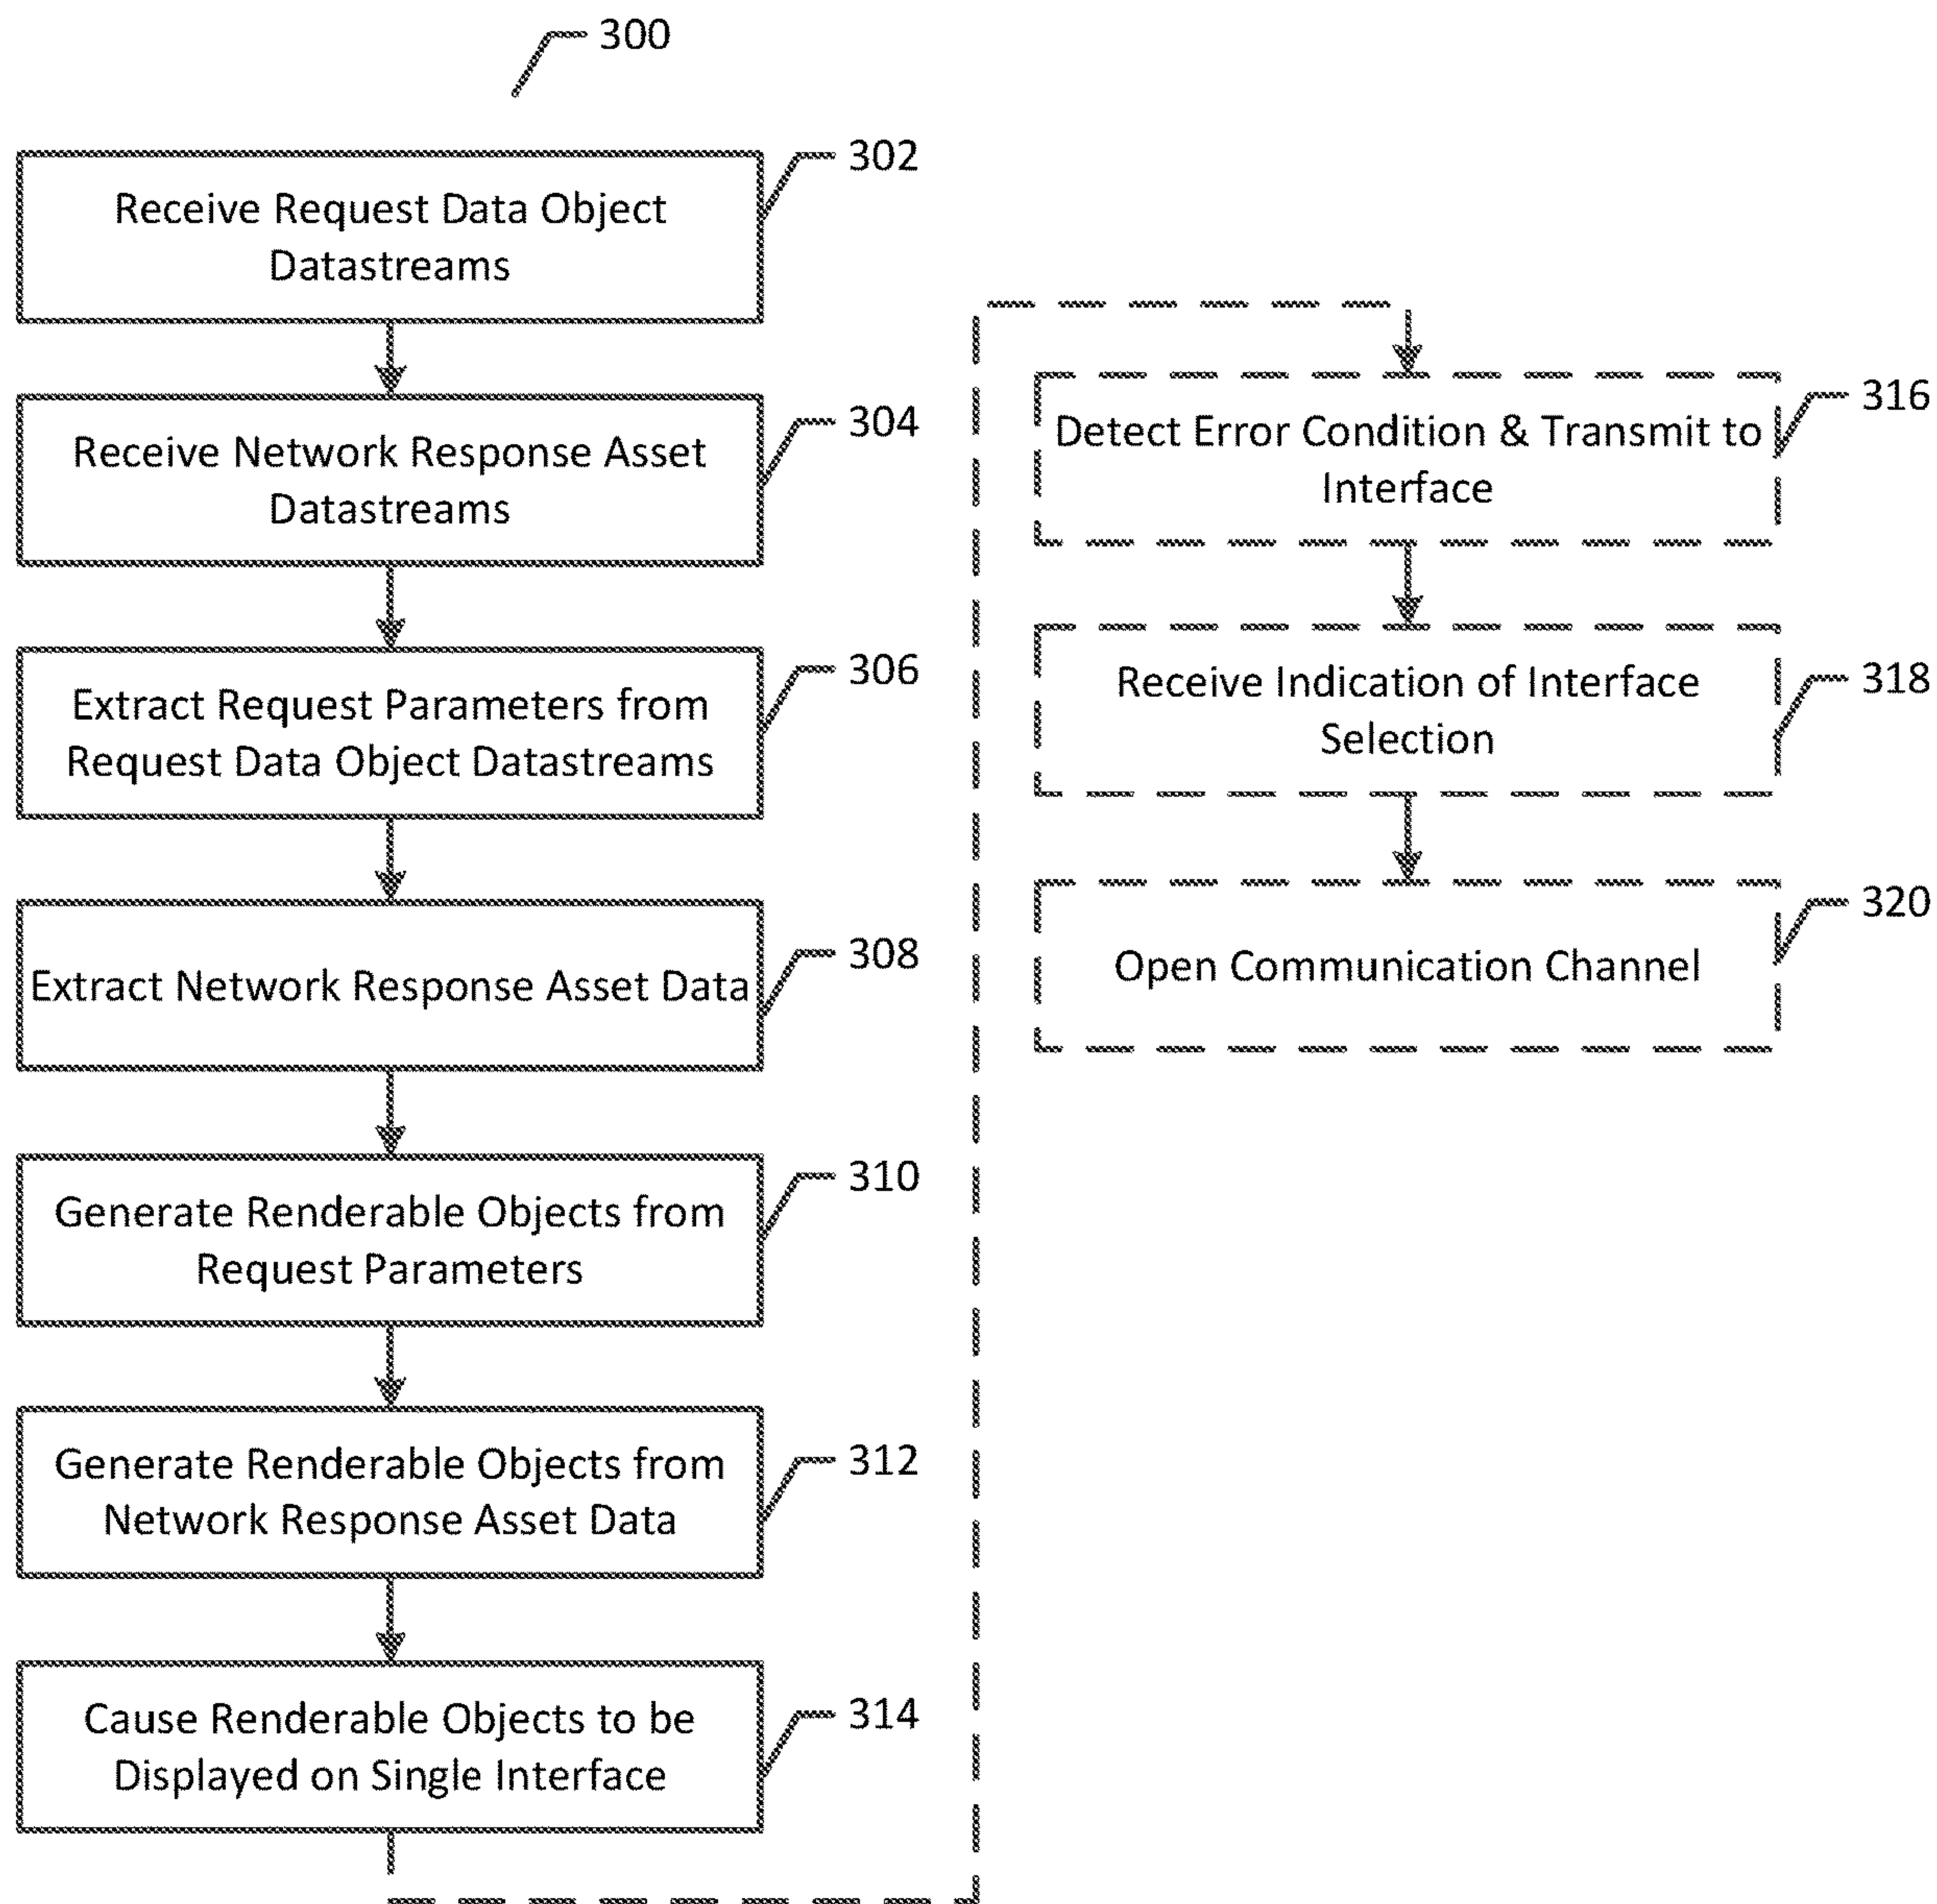 300
302
Receive Request Data Object
Datastreams
304
Receive Network Response Asset
Datastreams
306
Extract Request Parameters from
Request Data Object Datastreams
308
Extract Network Response Asset Data
310
Generate Renderable Objects from
Request Parameters
312
Generate Renderable Objects from
Network Response Asset Data
314
Cause Renderable Objects to be
Displayed on Single Interface
316
Detect Error Condition & Transmit to
Interface
318
Receive Indication of Interface
Selection
320
Open Communication Channel